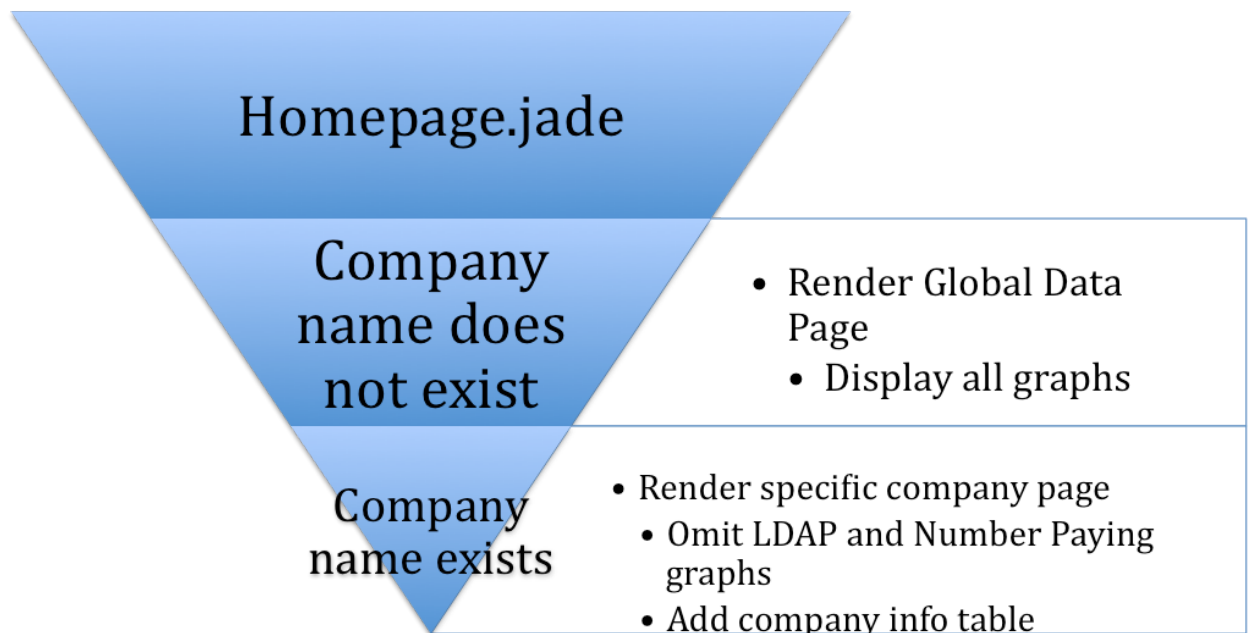 Homepage.jade
Company
name does
not exist
• Render Global Data
Page
• Display all graphs
Company
name exists
• Render specific company page
• Omit LDAP and Number Paying
graphs
• Add company info table